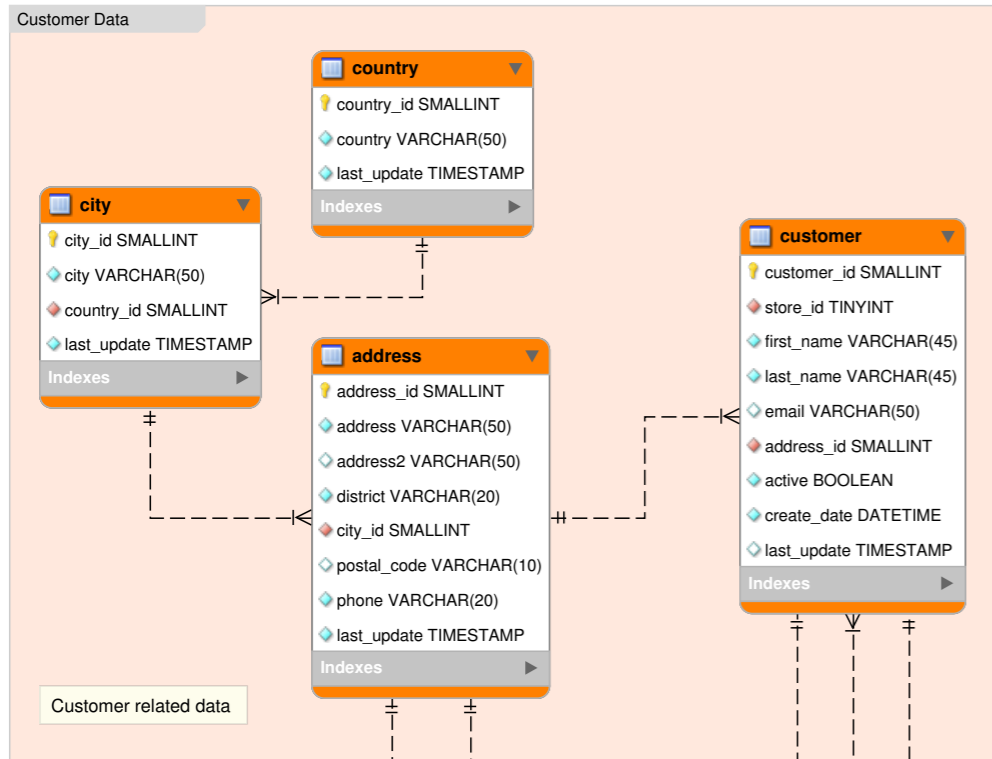 Customer Data
country
country_id SMALLINT
country VARCHAR(50)
last_update TIMESTAMP
Indexes
city
city_id SMALLINT
city VARCHAR(50)
country_id SMALLINT
last_update TIMESTAMP
Indexes
address
address_id SMALLINT
address VARCHAR(50)
address2 VARCHAR(50)
district VARCHAR(20)
city_id SMALLINT
postal_code VARCHAR(10)
phone VARCHAR(20)
last_update TIMESTAMP
Indexes
customer
customer_id SMALLINT
store_id TINYINT
first_name VARCHAR(45)
last_name VARCHAR(45)
email VARCHAR(50)
address_id SMALLINT
active BOOLEAN
create_date DATETIME
last_update TIMESTAMP
Indexes
Customer related data